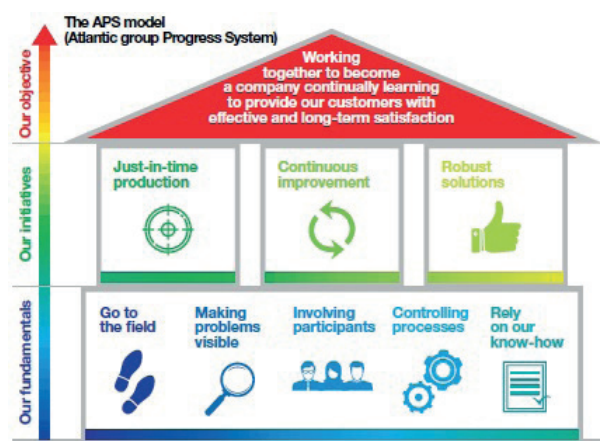 The APS model
(Atlantic group Progress System)
Our objective
Working
together to become
a company continually learning
to provide our customers with
effective and long-term satisfaction
Our initiatives
Just-in-time
production
Continuous
improvement
Robust
solutions
Our fundamentals
Go to
the field
Making
problems
visible
Involving
participants
Controlling
processes
Rely
on our
know-how